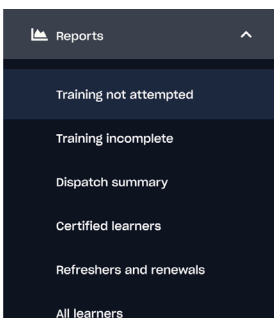 Reports
Training not attempted
Training incomplete
Dispatch summary
Certified learners
Refreshers and renewals
All learners